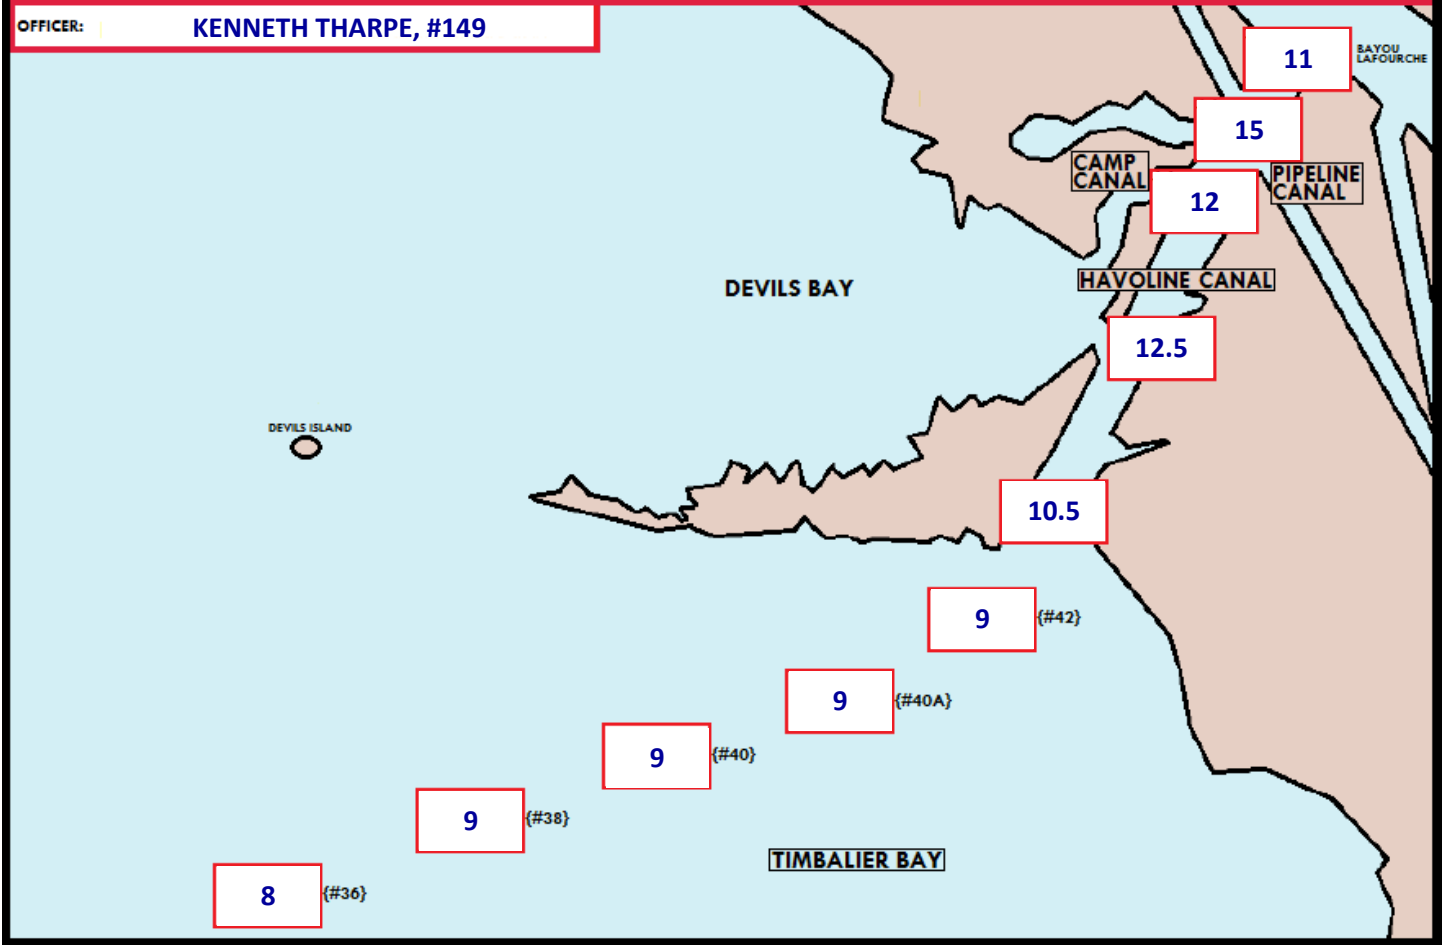 OFFICER: KENNETH THARPE, #149
11
BAYOU
LAFOURCHE
15
CAMP
CANAL
PIPELINE
CANAL
12
HAVOLINE CANAL
DEVILS BAY
12.5
DEVILS ISLAND
10.5
9 {#42}
9 {#40A}
9 {#40}
9 {#38}
TIMBALIER BAY
8 {#36}